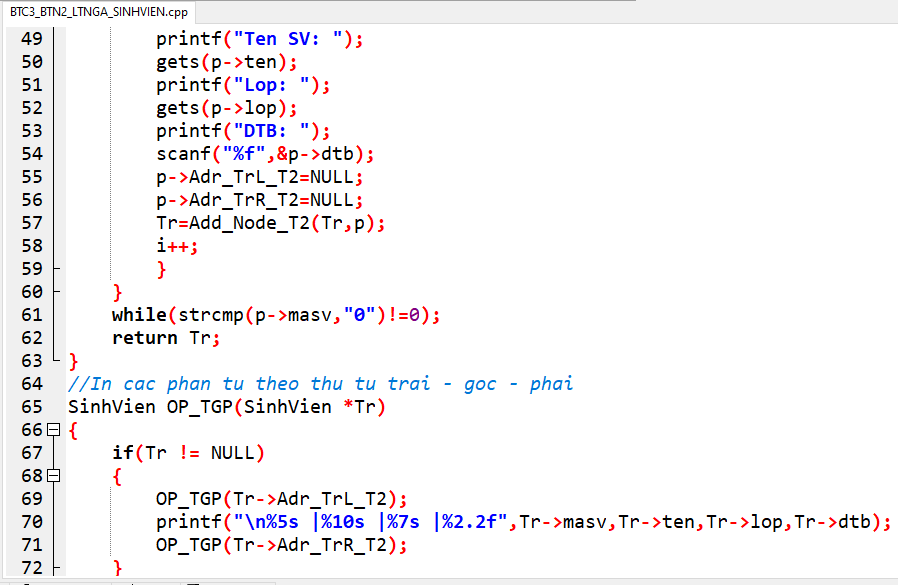 BTC3_BTN2_LTNGA_SINHVIEN.cpp
49 printf("Ten SV: ");
50 gets(p->ten);
51 printf("Lop: ");
52 gets(p->lop);
53 printf("DTB: ");
54 scanf("%f",&p->dtb);
55 p->Adr_TrL_T2=NULL;
56 p->Adr_TrR_T2=NULL;
57 Tr=Add_Node_T2(Tr,p);
58 i++;
59 }
60 }
61 while(strcmp(p->masv,"0")!=0);
62 return Tr;
63 }
64 //In cac phan tu theo thu tu trai - goc - phai
65 SinhVien OP_TGP(SinhVien *Tr)
66 {
67 if(Tr != NULL)
68 {
69 OP_TGP(Tr->Adr_TrL_T2);
70 printf("\n%5s |%10s |%7s |%2.2f",Tr->masv,Tr->ten,Tr->lop,Tr->dtb);
71 OP_TGP(Tr->Adr_TrR_T2);
72 }